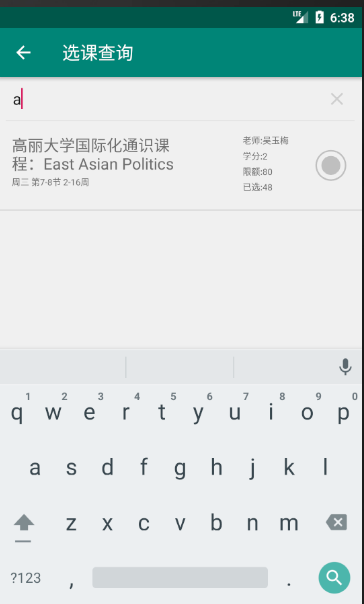 LTE 6:38
选课查询
a
高丽大学国际化通识课
程：East Asian Politics
周三 第7-8节 2-16周
老师:吴玉梅
学分:2
限额:80
已选:48
1 2 3 4 5 6 7 8 9 0
q w e r t y u i o p
a s d f g h j k l
z x c v b n m
?123 , .